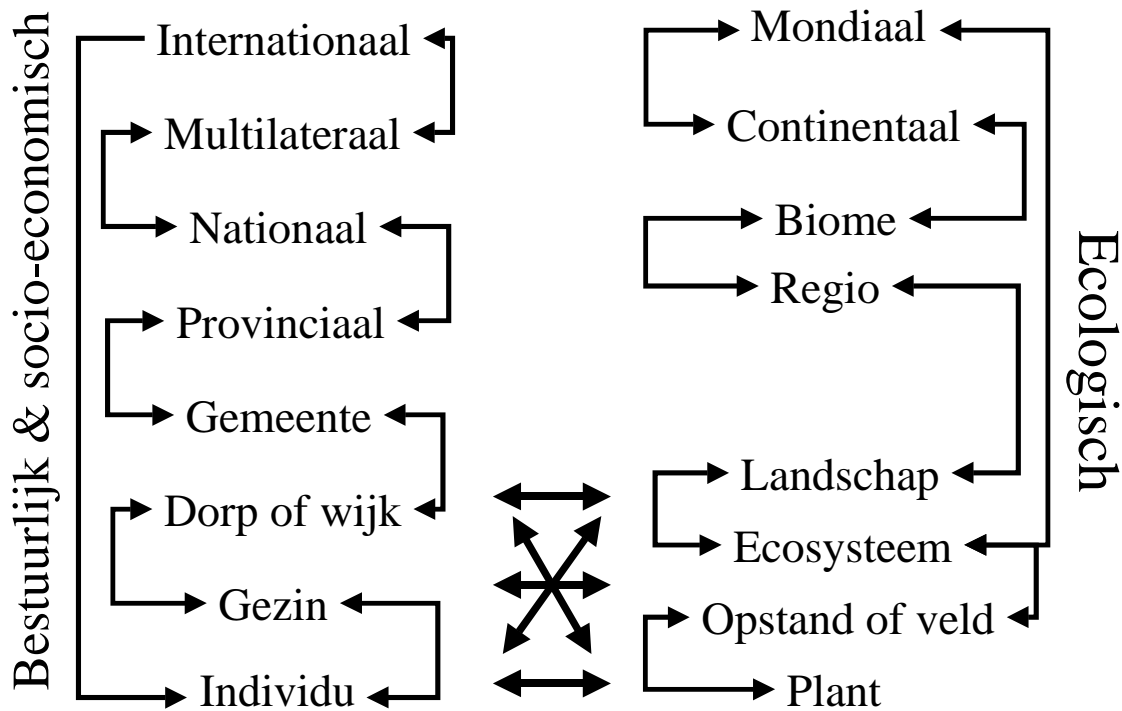 Bestuurlijk & socio-economisch
Internationaal
Multilateraal
Nationaal
Provinciaal
Gemeente
Dorp of wijk
Gezin
Individu
Mondiaal
Continentaal
Biome
Regio
Landschap
Ecosysteem
Opstand of veld
Plant
Ecologisch